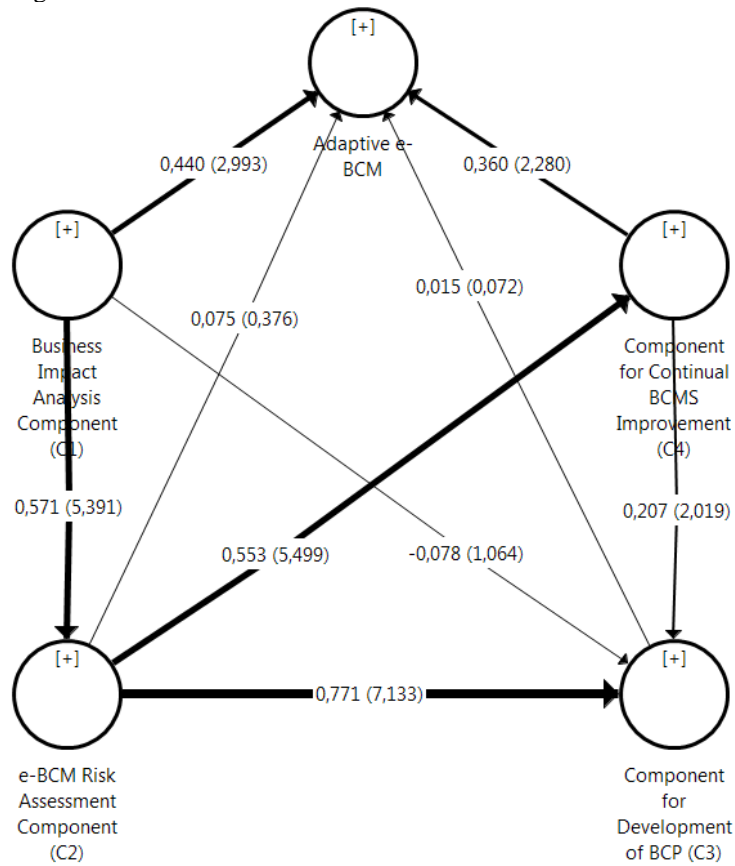 [+]
Adaptive e-
BCM
0,440 (2,993)
0,360 (2,280)
[+]
[+]
0,075 (0,376)
0,015 (0,072)
Business
Impact
Analysis
Component
(C1)
Component
for Continual
BCMS
Improvement
(C4)
0,571 (5,391)
0,207 (2,019)
0,553 (5,499)
-0,078 (1,064)
[+]
[+]
0,771 (7,133)
e-BCM Risk
Assessment
Component
(C2)
Component
for
Development
of BCP (C3)